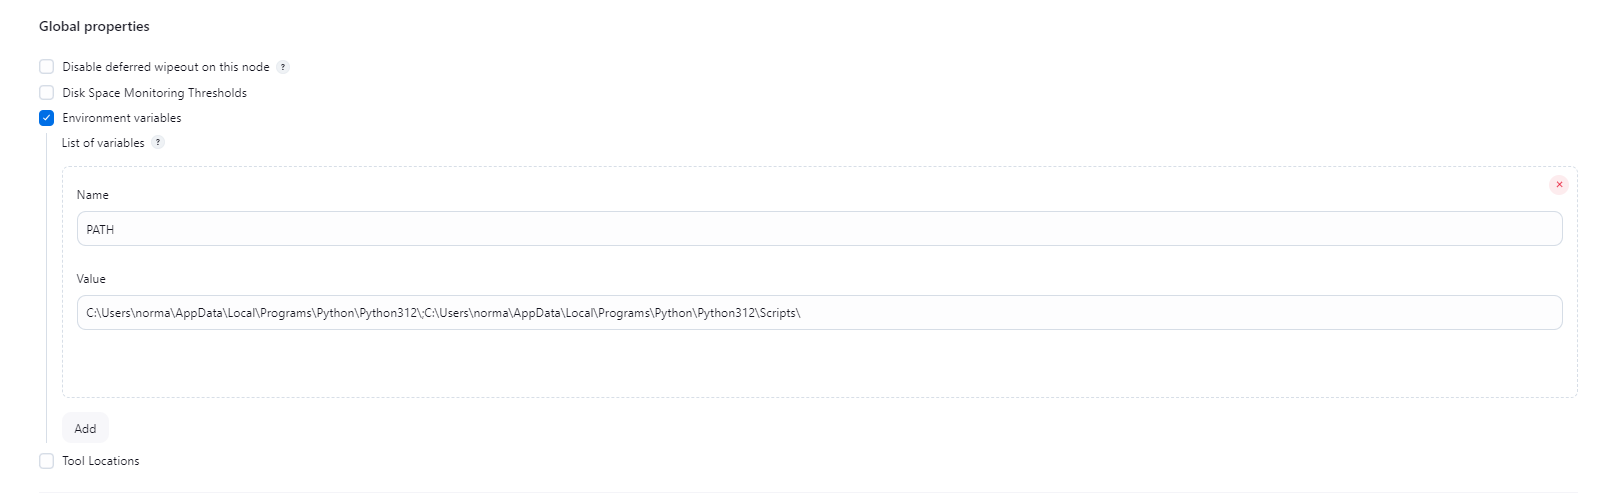 Global properties
Disable deferred wipeout on this node ?
Disk Space Monitoring Thresholds
Environment variables
List of variables ?
Name
PATH
Value
C:\Users\norma\AppData\Local\Programs\Python\Python312\;C:\Users\norma\AppData\Local\Programs\Python\Python312\Scripts\
Add
Tool Locations